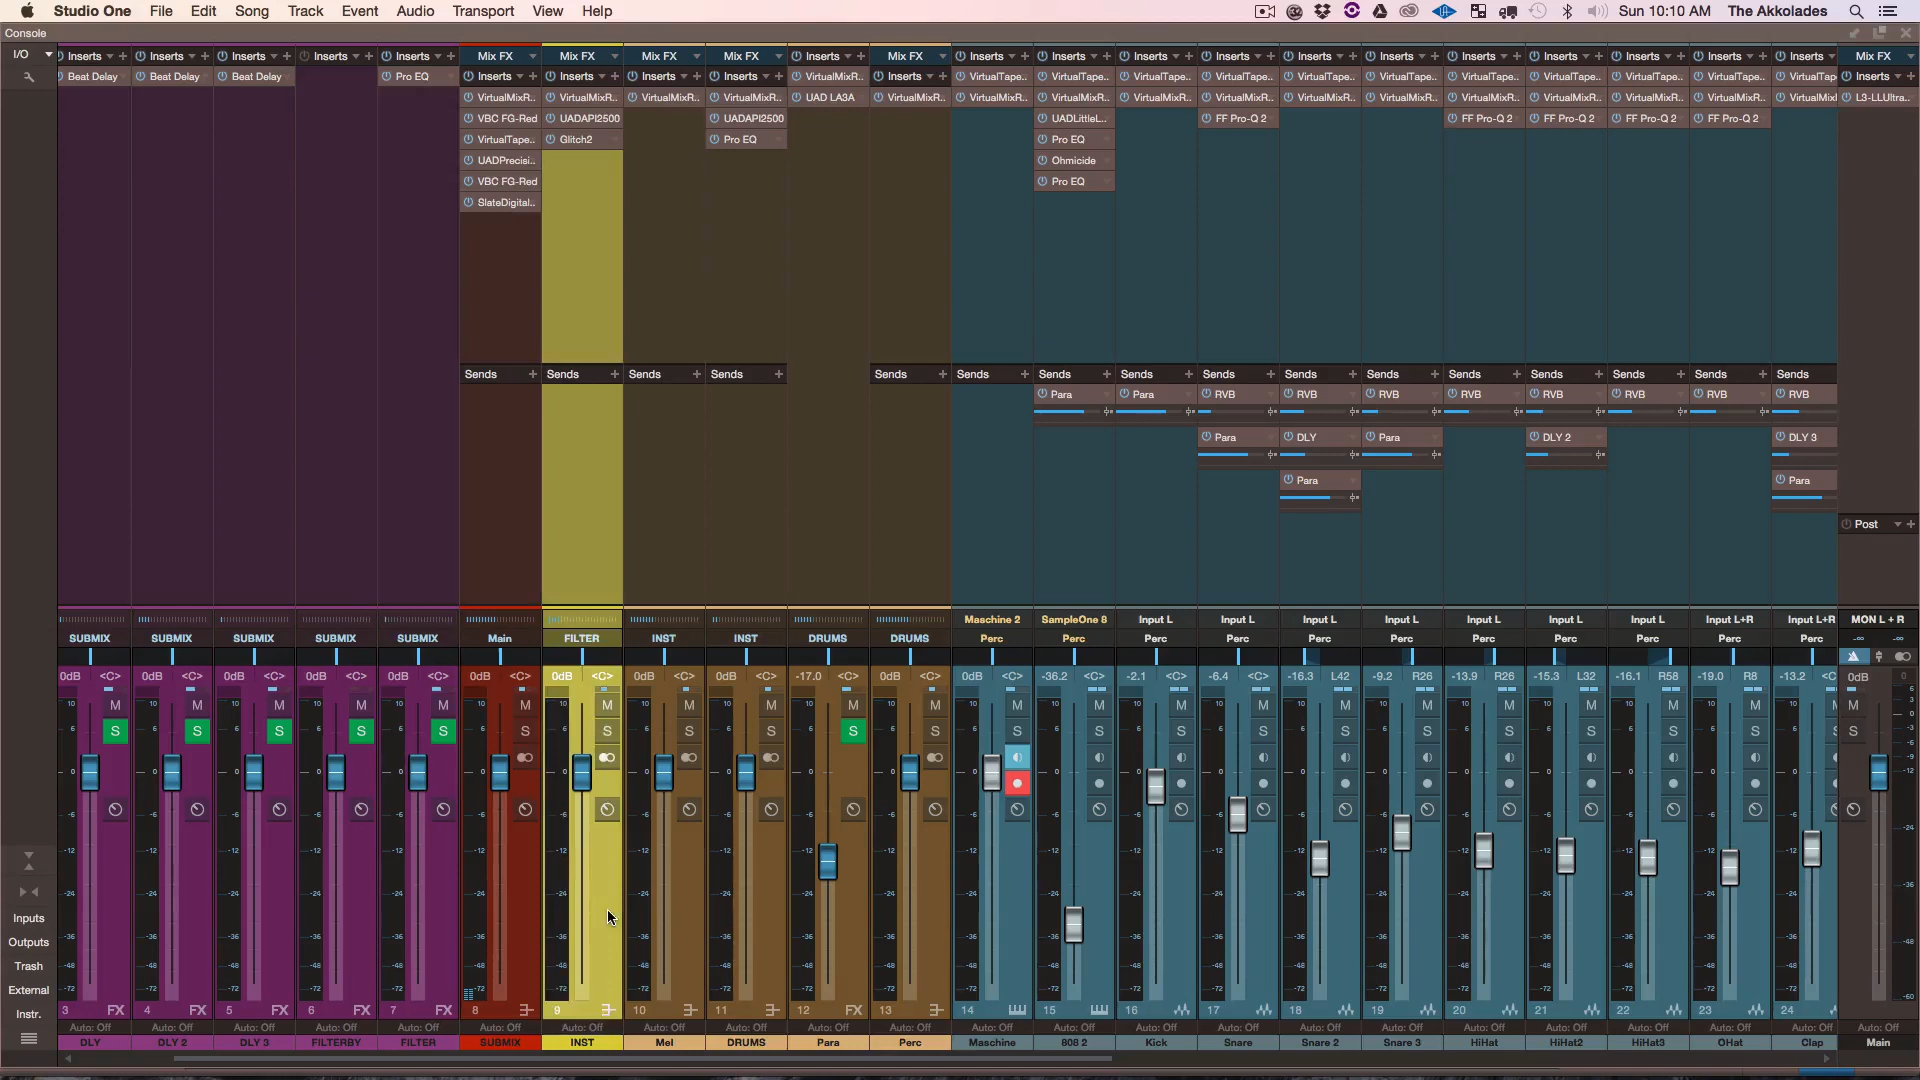 Studio One File Edit Song Track Event Audio Transport View Help Sun 10:10 AM The Akkolades
Console
I/O Inserts Inserts Inserts Inserts Inserts Mix FX Mix FX Mix FX Mix FX Inserts Mix FX Inserts Inserts Inserts Inserts Inserts Inserts Inserts Inserts Inserts Inserts Inserts Mix FX
Beat Delay Beat Delay Beat Delay Pro EQ Inserts Inserts Inserts Inserts VirtualMixR.. Inserts VirtualTape.. VirtualTape.. VirtualTape.. VirtualTape.. VirtualTape.. VirtualTape.. VirtualTape.. VirtualTape.. VirtualTape.. VirtualTape.. VirtualTap Inserts
VirtualMixR.. VirtualMixR.. VirtualMixR.. VirtualMixR.. UAD LA3A VirtualMixR.. VirtualMixR.. VirtualMixR.. VirtualMixR.. VirtualMixR.. VirtualMixR.. VirtualMixR.. VirtualMixR.. VirtualMixR.. VirtualMixR.. VirtualMixR.. VirtualMixl L3-LLUltra..
VBC FG-Red UADAPI2500 UADAPI2500 UADLittleL.. FF Pro-Q 2 FF Pro-Q 2 FF Pro-Q 2 FF Pro-Q 2 FF Pro-Q 2
VirtualTape.. Glitch2 Pro EQ Pro EQ
UADPrecisi.. Ohmicide
VBC FG-Red Pro EQ
SlateDigital..
Sends Sends Sends Sends Sends Sends Sends Sends Sends Sends Sends Sends Sends Sends Sends Sends
Para Para RVB RVB RVB RVB RVB RVB RVB RVB
Para DLY Para DLY 2 DLY 3
Para Para
Post
Maschine 2 SampleOne 8 Input L Input L Input L Input L Input L Input L Input L Input L+R Input L+R MON L + R
SUBMIX SUBMIX SUBMIX SUBMIX SUBMIX Main FILTER INST INST DRUMS DRUMS Perc Perc Perc Perc Perc Perc Perc Perc Perc Perc Perc -∞ -∞
0dB <C> 0dB <C> 0dB <C> 0dB <C> 0dB <C> 0dB <C> 0dB <C> 0dB <C> 0dB <C> -17.0 <C> 0dB <C> 0dB <C> -36.2 <C> -2.1 <C> -6.4 <C> -16.3 L42 -9.2 R26 -13.9 R26 -15.3 L32 -16.1 R58 -19.0 R8 -13.2 <C 0dB
M M M M M M M M M M M M M M M M M M M M M M
S S S S S S S S S S S S S S S S S S S S S S
Inputs
Outputs
Trash
External
Instr.
3 FX 4 FX 5 FX 6 FX 7 FX 8 9 10 11 12 FX 13 14 15 16 17 18 19 20 21 22 23 24
Auto: Off Auto: Off Auto: Off Auto: Off Auto: Off Auto: Off Auto: Off Auto: Off Auto: Off Auto: Off Auto: Off Auto: Off Auto: Off Auto: Off Auto: Off Auto: Off Auto: Off Auto: Off Auto: Off Auto: Off Auto: Off Auto: Off Auto: Off
DLY DLY 2 DLY 3 FILTERBY FILTER SUBMIX INST Mel DRUMS Para Perc Maschine 808 2 Kick Snare Snare 2 Snare 3 HiHat HiHat2 HiHat3 OHat Clap Main